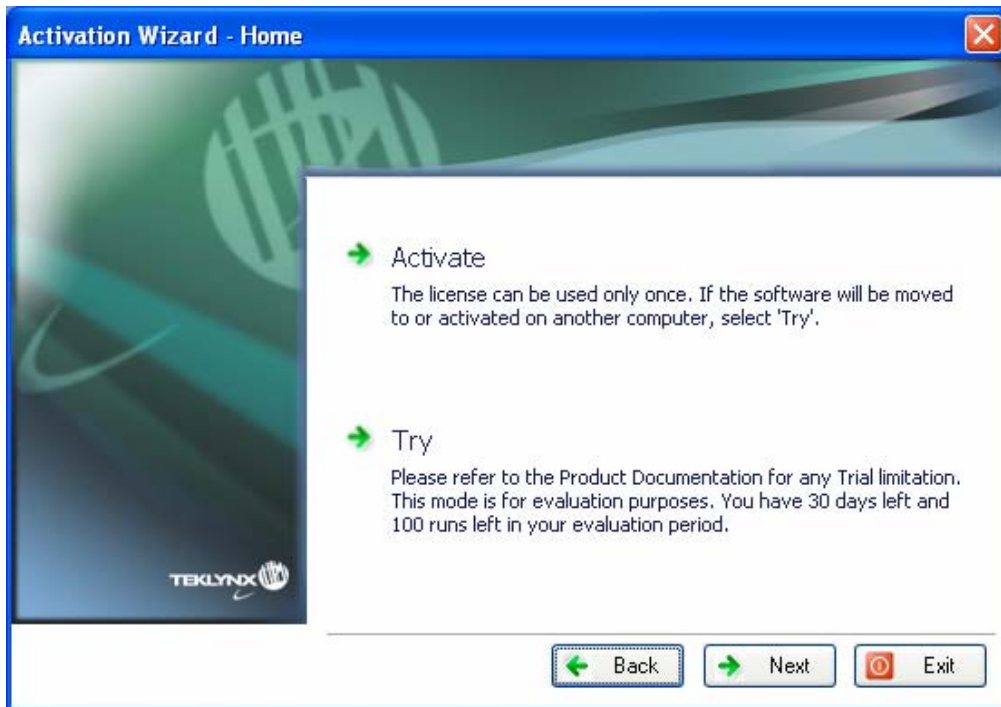 Activation Wizard - Home
Activate
The license can be used only once. If the software will be moved
to or activated on another computer, select 'Try'.
Try
Please refer to the Product Documentation for any Trial limitation.
This mode is for evaluation purposes. You have 30 days left and
100 runs left in your evaluation period.
TEKLYNX
Back
Next
Exit